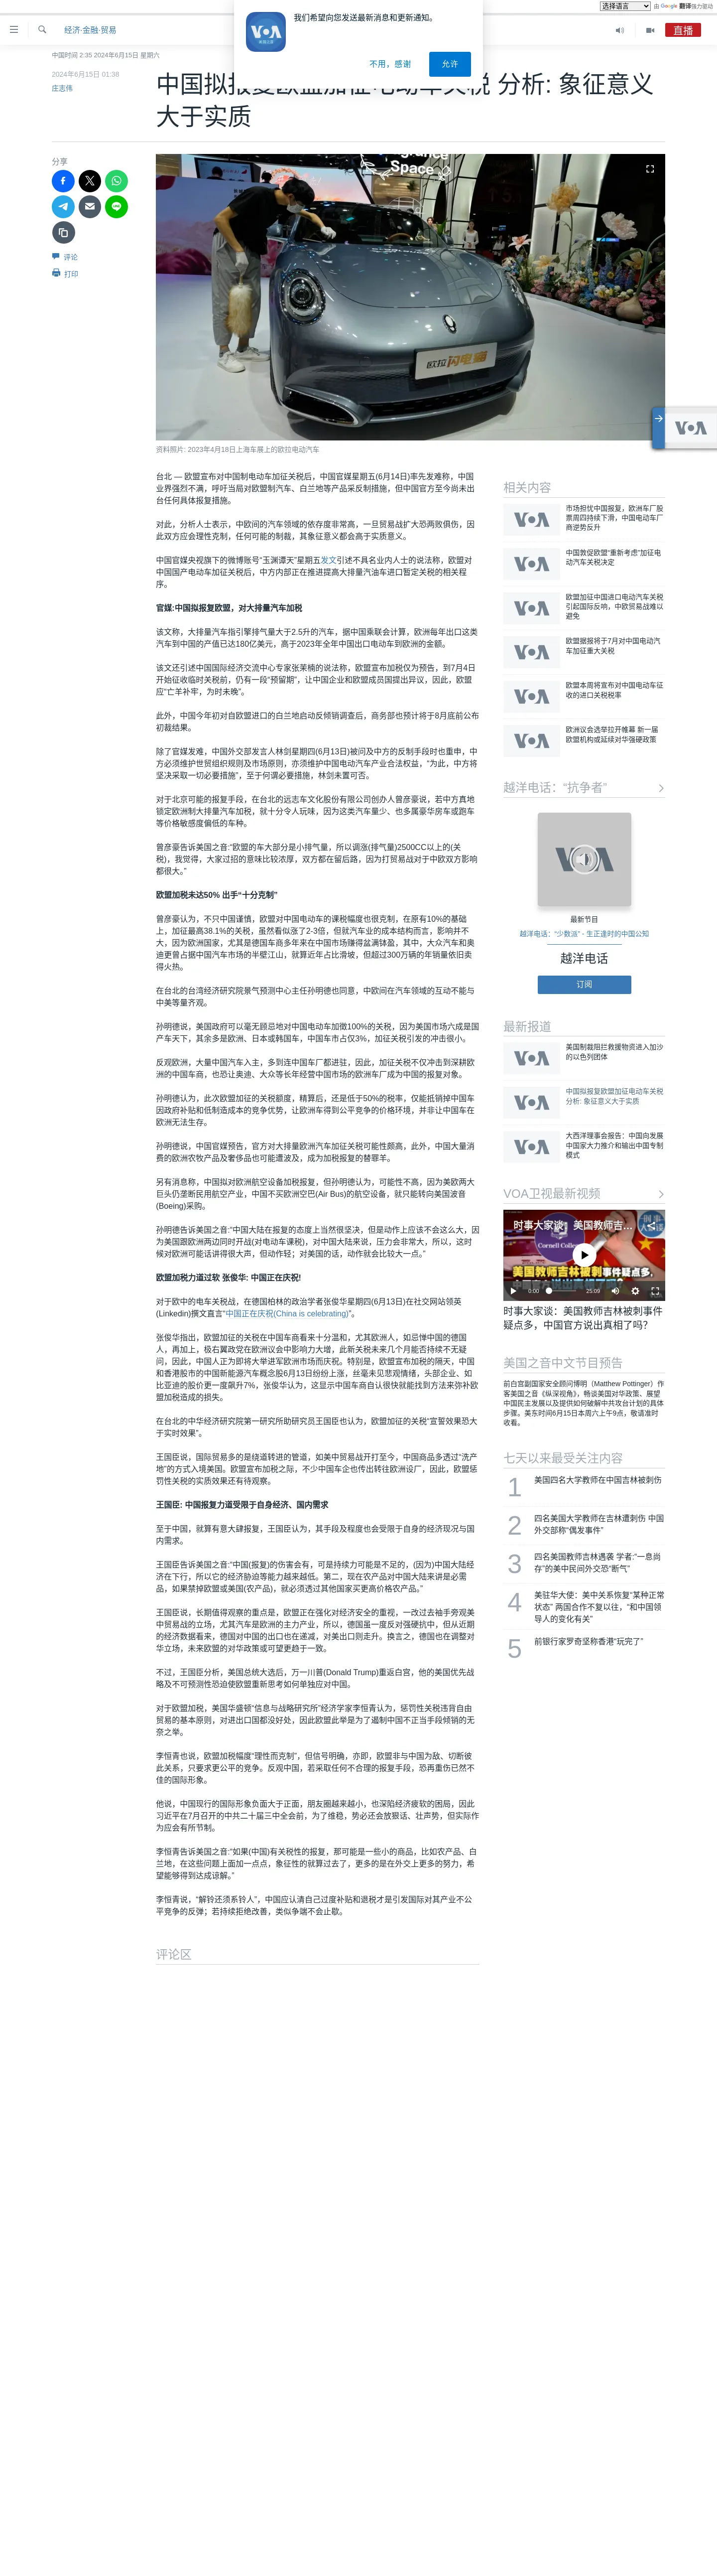 选择语言 由 Google 翻译强力驱动
我们希望向您发送最新消息和更新通知。
不用，感谢
允许
经济·金融·贸易
直播
中国时间 2:35 2024年6月15日 星期六
2024年6月15日 01:38
庄志伟
中国拟报复欧盟加征电动车关税 分析: 象征意义
大于实质
分享
评论
打印
资料照片: 2023年4月18日上海车展上的欧拉电动汽车
台北 — 欧盟宣布对中国制电动车加征关税后，中国官媒星期五(6月14日)率先发难称，中国
业界强烈不满，呼吁当局对欧盟制汽车、白兰地等产品采反制措施，但中国官方至今尚未出
台任何具体报复措施。
对此，分析人士表示，中欧间的汽车领域的依存度非常高，一旦贸易战扩大恐两败俱伤，因
此双方应会理性克制，任何可能的制裁，其象征意义都会高于实质意义。
中国官媒央视旗下的微博账号“玉渊谭天”星期五发文引述不具名业内人士的说法称，欧盟对
中国国产电动车加征关税后，中方内部正在推进提高大排量汽油车进口暂定关税的相关程
序。
官媒:中国拟报复欧盟，对大排量汽车加税
该文称，大排量汽车指引擎排气量大于2.5升的汽车，据中国乘联会计算，欧洲每年出口这类
汽车到中国的产值已达180亿美元，高于2023年全年中国出口电动车到欧洲的金额。
该文还引述中国国际经济交流中心专家张茉楠的说法称，欧盟宣布加税仅为预告，到7月4日
开始征收临时关税前，仍有一段“预留期”，让中国企业和欧盟成员国提出异议，因此，欧盟
应“亡羊补牢，为时未晚”。
此外，中国今年初对自欧盟进口的白兰地启动反倾销调查后，商务部也预计将于8月底前公布
初裁结果。
除了官媒发难，中国外交部发言人林剑星期四(6月13日)被问及中方的反制手段时也重申，中
方必须维护世贸组织规则及市场原则，亦须维护中国电动汽车产业合法权益，“为此，中方将
坚决采取一切必要措施”，至于何谓必要措施，林剑未置可否。
对于北京可能的报复手段，在台北的远志车文化股份有限公司创办人曾彦豪说，若中方真地
锁定欧洲制大排量汽车加税，就十分令人玩味，因为这类汽车量少、也多属豪华房车或跑车
等价格敏感度偏低的车种。
曾彦豪告诉美国之音:“欧盟的车大部分是小排气量，所以调涨(排气量)2500CC以上的(关
税)，我觉得，大家过招的意味比较浓厚，双方都在留后路，因为打贸易战对于中欧双方影响
都很大。”
欧盟加税未达50% 出手“十分克制”
曾彦豪认为，不只中国谨慎，欧盟对中国电动车的课税幅度也很克制，在原有10%的基础
上，加征最高38.1%的关税，虽然看似涨了2-3倍，但就汽车业的成本结构而言，影响并不
大，因为欧洲国家，尤其是德国车商多年来在中国市场赚得盆满钵盈，其中，大众汽车和奥
迪更曾占据中国汽车市场的半壁江山，就算近年占比滑坡，但超过300万辆的年销量依旧卖
得火热。
在台北的台湾经济研究院景气预测中心主任孙明德也同意，中欧间在汽车领域的互动不能与
中美等量齐观。
孙明德说，美国政府可以毫无顾忌地对中国电动车加徵100%的关税，因为美国市场六成是国
产车天下，其余多是欧洲、日本或韩国车，中国车市占仅3%，加征关税引发的冲击很小。
反观欧洲，大量中国汽车入主，多到连中国车厂都进驻，因此，加征关税不仅冲击到深耕欧
洲的中国车商，也恐让奥迪、大众等长年经营中国市场的欧洲车厂成为中国的报复对象。
孙明德认为，此次欧盟加征的关税额度，精算后，还是低于50%的税率，仅能抵销掉中国车
因政府补贴和低制造成本的竞争优势，让欧洲车得到公平竞争的价格环境，并非让中国车在
欧洲无法生存。
孙明德说，中国官媒预告，官方对大排量欧洲汽车加征关税可能性颇高，此外，中国大量消
费的欧洲农牧产品及奢侈品也可能遭波及，成为加税报复的替罪羊。
另有消息称，中国拟对欧洲航空设备加税报复，但孙明德认为，可能性不高，因为美欧两大
巨头仍垄断民用航空产业，中国不买欧洲空巴(Air Bus)的航空设备，就只能转向美国波音
(Boeing)采购。
孙明德告诉美国之音:“中国大陆在报复的态度上当然很坚决，但是动作上应该不会这么大，因
为美国跟欧洲两边同时开战(对电动车课税)，对中国大陆来说，压力会非常大，所以，这时
候对欧洲可能话讲得很大声，但动作轻；对美国的话，动作就会比较大一点。”
欧盟加税力道过软 张俊华: 中国正在庆祝!
对于欧中的电车关税战，在德国柏林的政治学者张俊华星期四(6月13日)在社交网站领英
(Linkedin)撰文直言“中国正在庆祝(China is celebrating)”。
张俊华指出，欧盟加征的关税在中国车商看来十分温和，尤其欧洲人，如忌惮中国的德国
人，再加上，极右翼政党在欧洲议会中影响力大增，此新关税未来几个月能否持续不无疑
问，因此，中国人正为即将大举进军欧洲市场而庆祝。特别是，欧盟宣布加税的隔天，中国
和香港股市的中国新能源汽车概念股6月13日纷纷上涨，丝毫未见悲观情绪，头部企业、如
比亚迪的股价更一度飙升7%，张俊华认为，这显示中国车商自认很快就能找到方法来弥补欧
盟加税造成的损失。
在台北的中华经济研究院第一研究所助研究员王国臣也认为，欧盟加征的关税“宣誓效果恐大
于实时效果”。
王国臣说，国际贸易多的是绕道转进的管道，如美中贸易战开打至今，中国商品多透过“洗产
地”的方式入境美国。欧盟宣布加税之际，不少中国车企也传出转往欧洲设厂，因此，欧盟惩
罚性关税的实质效果还有待观察。
王国臣: 中国报复力道受限于自身经济、国内需求
至于中国，就算有意大肆报复，王国臣认为，其手段及程度也会受限于自身的经济现况与国
内需求。
王国臣告诉美国之音:“中国(报复)的伤害会有，可是持续力可能是不足的，(因为)中国大陆经
济在下行，所以它的经济胁迫等能力越来越低。第二，现在农产品对中国大陆来讲是必需
品，如果禁掉欧盟或美国(农产品)，就必须透过其他国家买更高价格农产品。”
王国臣说，长期值得观察的重点是，欧盟正在强化对经济安全的重视，一改过去袖手旁观美
中贸易战的立场，尤其汽车是欧洲的主力产业，所以，德国虽一度反对强硬抗中，但从近期
的经济数据看来，德国对中国的出口也在递减，对美出口则走升。换言之，德国也在调整对
华立场，未来欧盟的对华政策或可望更趋于一致。
不过，王国臣分析，美国总统大选后，万一川普(Donald Trump)重返白宫，他的美国优先战
略及不可预测性恐迫使欧盟重新思考如何单独应对中国。
对于欧盟加税，美国华盛顿“信息与战略研究所”经济学家李恒青认为，惩罚性关税违背自由
贸易的基本原则，对进出口国都没好处，因此欧盟此举是为了遏制中国不正当手段倾销的无
奈之举。
李恒青也说，欧盟加税幅度“理性而克制”，但信号明确，亦即，欧盟非与中国为敌、切断彼
此关系，只要求更公平的竞争。反观中国，若采取任何不合理的报复手段，恐再重伤已然不
佳的国际形象。
他说，中国现行的国际形象负面大于正面，朋友圈越来越小，也深陷经济疲软的困局，因此
习近平在7月召开的中共二十届三中全会前，为了维稳，势必还会放狠话、壮声势，但实际作
为应会有所节制。
李恒青告诉美国之音:“如果(中国)有关税性的报复，那可能是一些小的商品，比如农产品、白
兰地，在这些问题上面加一点点，象征性的就算过去了，更多的是在外交上更多的努力，希
望能够得到达成谅解。”
李恒青说，“解铃还须系铃人”，中国应认清自己过度补贴和退税才是引发国际对其产业不公
平竞争的反弹；若持续拒绝改善，类似争端不会止歇。
评论区
相关内容
市场担忧中国报复，欧洲车厂股
票周四持续下滑，中国电动车厂
商逆势反升
中国敦促欧盟“重新考虑”加征电
动汽车关税决定
欧盟加征中国进口电动汽车关税
引起国际反响，中欧贸易战难以
避免
欧盟据报将于7月对中国电动汽
车加征重大关税
欧盟本周将宣布对中国电动车征
收的进口关税税率
欧洲议会选举拉开帷幕 新一届
欧盟机构或延续对华强硬政策
越洋电话：“抗争者”
最新节目
越洋电话：“少数派” - 生正逢时的中国公知
越洋电话
订阅
最新报道
美国制裁阻拦救援物资进入加沙
的以色列团体
中国拟报复欧盟加征电动车关税
分析: 象征意义大于实质
大西洋理事会报告：中国向发展
中国家大力推介和输出中国专制
模式
VOA卫视最新视频
时事大家谈：美国教师吉…
美国教师吉林被刺事件疑点多，
0:00 25:09
时事大家谈：美国教师吉林被刺事件
疑点多，中国官方说出真相了吗？
美国之音中文节目预告
前白宫副国家安全顾问博明（Matthew Pottinger）作
客美国之音《纵深视角》，畅谈美国对华政策、展望
中国民主发展以及提供如何破解中共攻台计划的具体
步骤。美东时间6月15日本周六上午9点，敬请准时
收看。
七天以来最受关注内容
1 美国四名大学教师在中国吉林被刺伤
2 四名美国大学教师在吉林遭刺伤 中国
外交部称“偶发事件”
3 四名美国教师吉林遇袭 学者:“一息尚
存”的美中民间外交恐“断气”
4 美驻华大使：美中关系恢复“某种正常
状态” 两国合作不复以往，“和中国领
导人的变化有关”
5 前银行家罗奇坚称香港“玩完了”